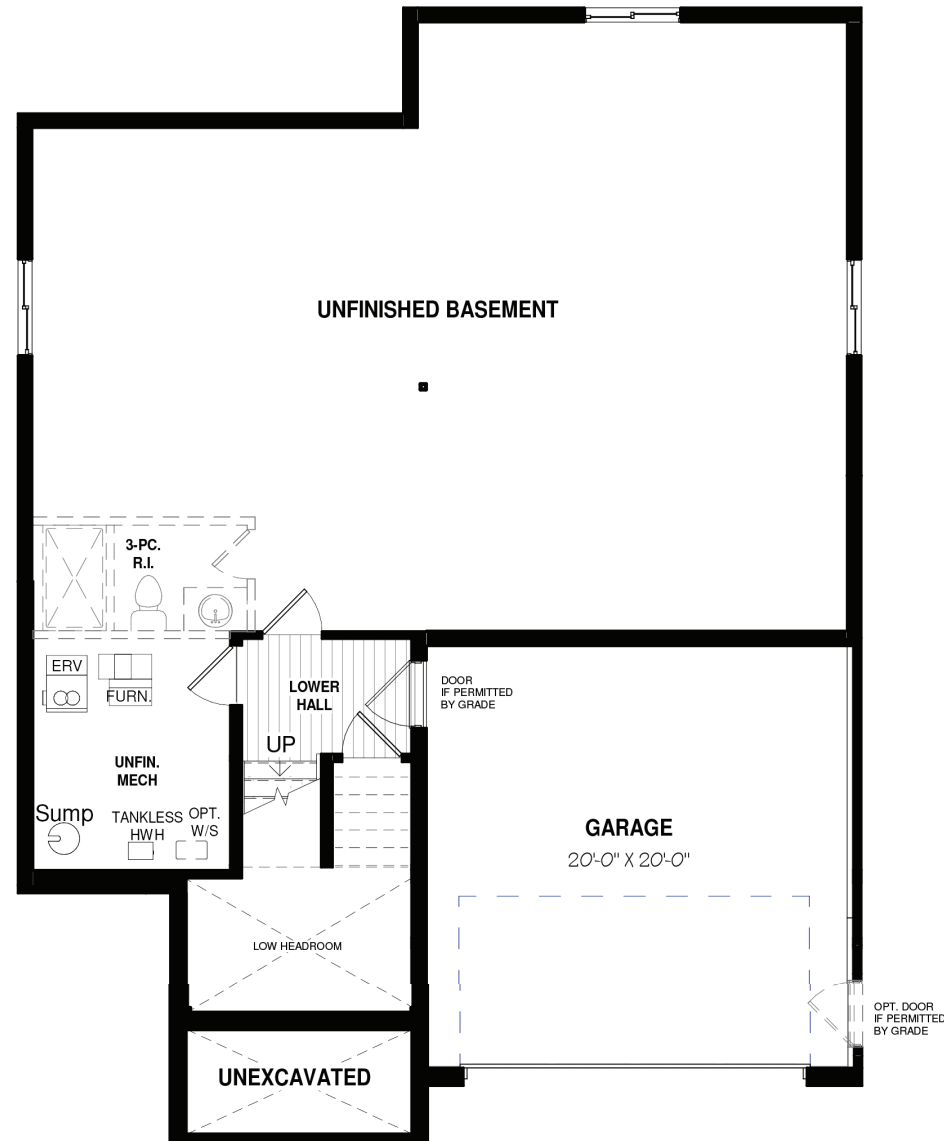 UNFINISHED BASEMENT
3-PC.
R.I.
ERV
FURN.
LOWER
HALL
DOOR
IF PERMITTED
BY GRADE
UP
UNFIN.
MECH
Sump
TANKLESS
HWH
OPT.
W/S
GARAGE
20'-0" X 20'-0"
LOW HEADROOM
OPT. DOOR
IF PERMITTED
BY GRADE
UNEXCAVATED